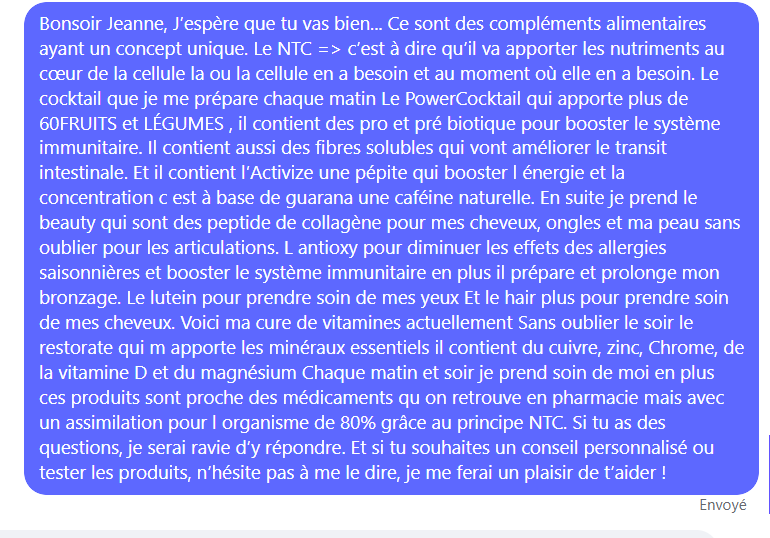 Bonsoir Jeanne, J’espère que tu vas bien... Ce sont des compléments alimentaires
ayant un concept unique. Le NTC => c’est à dire qu’il va apporter les nutriments au
cœur de la cellule la ou la cellule en a besoin et au moment où elle en a besoin. Le
cocktail que je me prépare chaque matin Le PowerCocktail qui apporte plus de
60FRUITS et LÉGUMES , il contient des pro et pré biotique pour booster le système
immunitaire. Il contient aussi des fibres solubles qui vont améliorer le transit
intestinale. Et il contient l’Activize une pépite qui booster l énergie et la
concentration c est à base de guarana une caféine naturelle. En suite je prend le
beauty qui sont des peptide de collagène pour mes cheveux, ongles et ma peau sans
oublier pour les articulations. L antioxy pour diminuer les effets des allergies
saisonnières et booster le système immunitaire en plus il prépare et prolonge mon
bronzage. Le lutein pour prendre soin de mes yeux Et le hair plus pour prendre soin
de mes cheveux. Voici ma cure de vitamines actuellement Sans oublier le soir le
restorate qui m apporte les minéraux essentiels il contient du cuivre, zinc, Chrome, de
la vitamine D et du magnésium Chaque matin et soir je prend soin de moi en plus
ces produits sont proche des médicaments qu on retrouve en pharmacie mais avec
un assimilation pour l organisme de 80% grâce au principe NTC. Si tu as des
questions, je serai ravie d’y répondre. Et si tu souhaites un conseil personnalisé ou
tester les produits, n’hésite pas à me le dire, je me ferai un plaisir de t’aider !
Envoyé